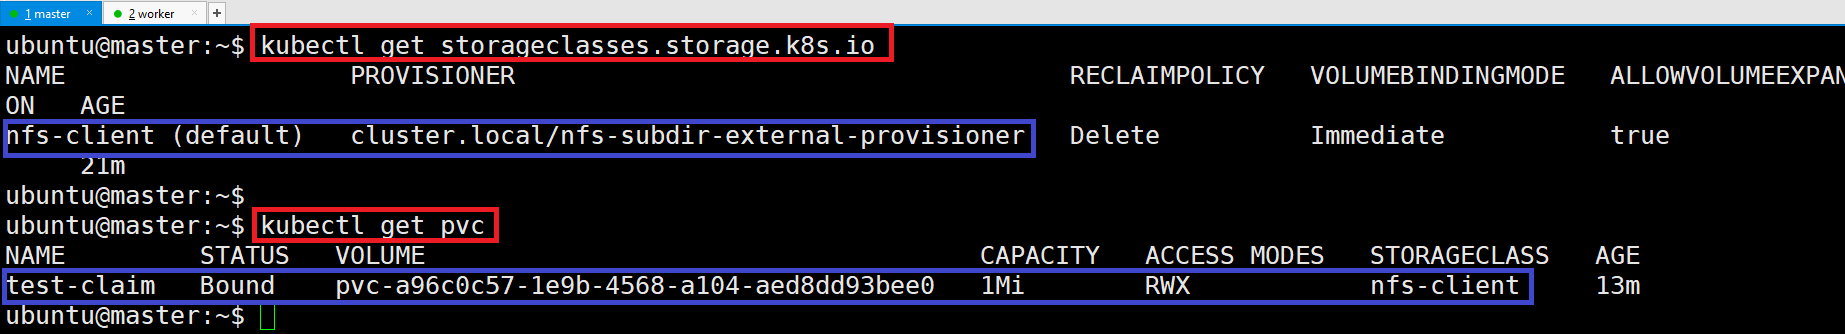 1 master × 2 worker × +
ubuntu@master:~$ kubectl get storageclasses.storage.k8s.io
NAME PROVISIONER RECLAIMPOLICY VOLUMEBINDINGMODE ALLOWVOLUMEEXPAN
ON AGE
nfs-client (default) cluster.local/nfs-subdir-external-provisioner Delete Immediate true
21m
ubuntu@master:~$
ubuntu@master:~$ kubectl get pvc
NAME STATUS VOLUME CAPACITY ACCESS MODES STORAGECLASS AGE
test-claim Bound pvc-a96c0c57-1e9b-4568-a104-aed8dd93bee0 1Mi RWX nfs-client 13m
ubuntu@master:~$